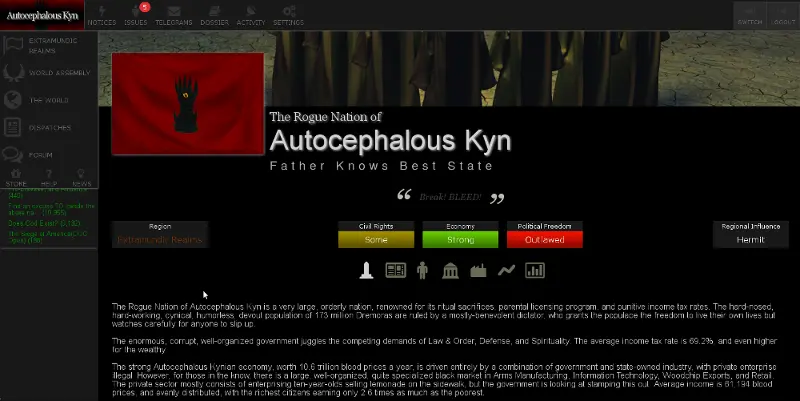 Autocephalous Kyn
NOTICES
5
ISSUES
TELEGRAMS
DOSSIER
ACTIVITY
SETTINGS
SWITCH
LOGOUT
EXTRAMUNDIC
REALMS
WORLD ASSEMBLY
THE WORLD
DISPATCHES
FORUM
STORE
HELP
NEWS
Does God Exist?
The Rogue Nation of
Autocephalous Kyn
Father Knows Best State
“ Break! BLEED! ”
Region
Extramundic Realms
Civil Rights
Some
Economy
Strong
Political Freedom
Outlawed
Regional Influence
Hermit
The Rogue Nation of Autocephalous Kyn is a very large, orderly nation, renowned for its ritual sacrifices, parental licensing program, and punitive income tax rates. The hard-nosed,
hard-working, cynical, humorless, devout population of 173 million Dremoras are ruled by a mostly-benevolent dictator, who grants the populace the freedom to live their own lives but
watches carefully for anyone to slip up.
The enormous, corrupt, well-organized government juggles the competing demands of Law & Order, Defense, and Spirituality. The average income tax rate is 69.2%, and even higher
for the wealthy.
The strong Autocephalous Kynian economy, worth 10.6 trillion blood prices a year, is driven entirely by a combination of government and state-owned industry, with private enterprise
illegal. However, for those in the know, there is a large, well-organized, quite specialized black market in Arms Manufacturing, Information Technology, Woodchip Exports, and Retail.
The private sector mostly consists of enterprising ten-year-olds selling lemonade on the sidewalk, but the government is looking at stamping this out. Average income is 61,194 blood
prices, and evenly distributed, with the richest citizens earning only 2.6 times as much as the poorest.